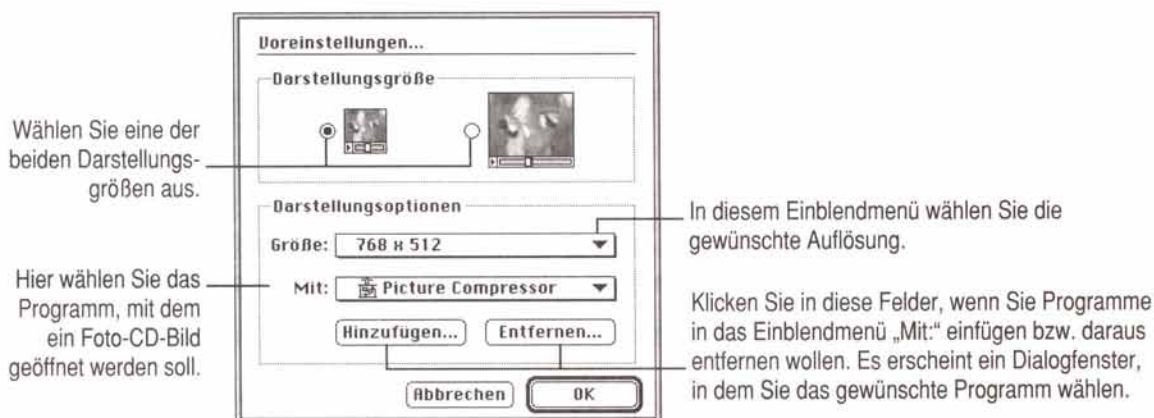 Voreinstellungen...
Darstellungsgröße
Wählen Sie eine der
beiden Darstellungs-
größen aus.
Darstellungsoptionen
Größe: 768 x 512
In diesem Einblendmenü wählen Sie die
gewünschte Auflösung.
Hier wählen Sie das
Programm, mit dem
ein Foto-CD-Bild
geöffnet werden soll.
Mit: Picture Compressor
Hinzufügen... Entfernen...
Klicken Sie in diese Felder, wenn Sie Programme
in das Einblendmenü „Mit:“ einfügen bzw. daraus
entfernen wollen. Es erscheint ein Dialogfenster,
in dem Sie das gewünschte Programm wählen.
Abbrechen OK